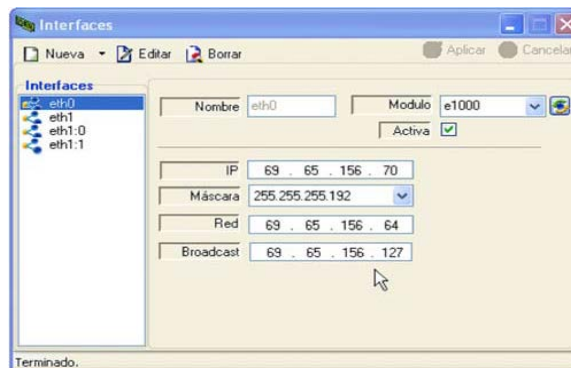 Interfaces
Nueva Editar Borrar Aplicar Cancelar
Interfaces
eth0
eth1
eth1:0
eth1:1
Nombre eth0 Modulo e1000
Activa
IP 69 . 65 . 156 . 70
Máscara 255.255.255.192
Red 69 . 65 . 156 . 64
Broadcast 69 . 65 . 156 . 127
Terminado.